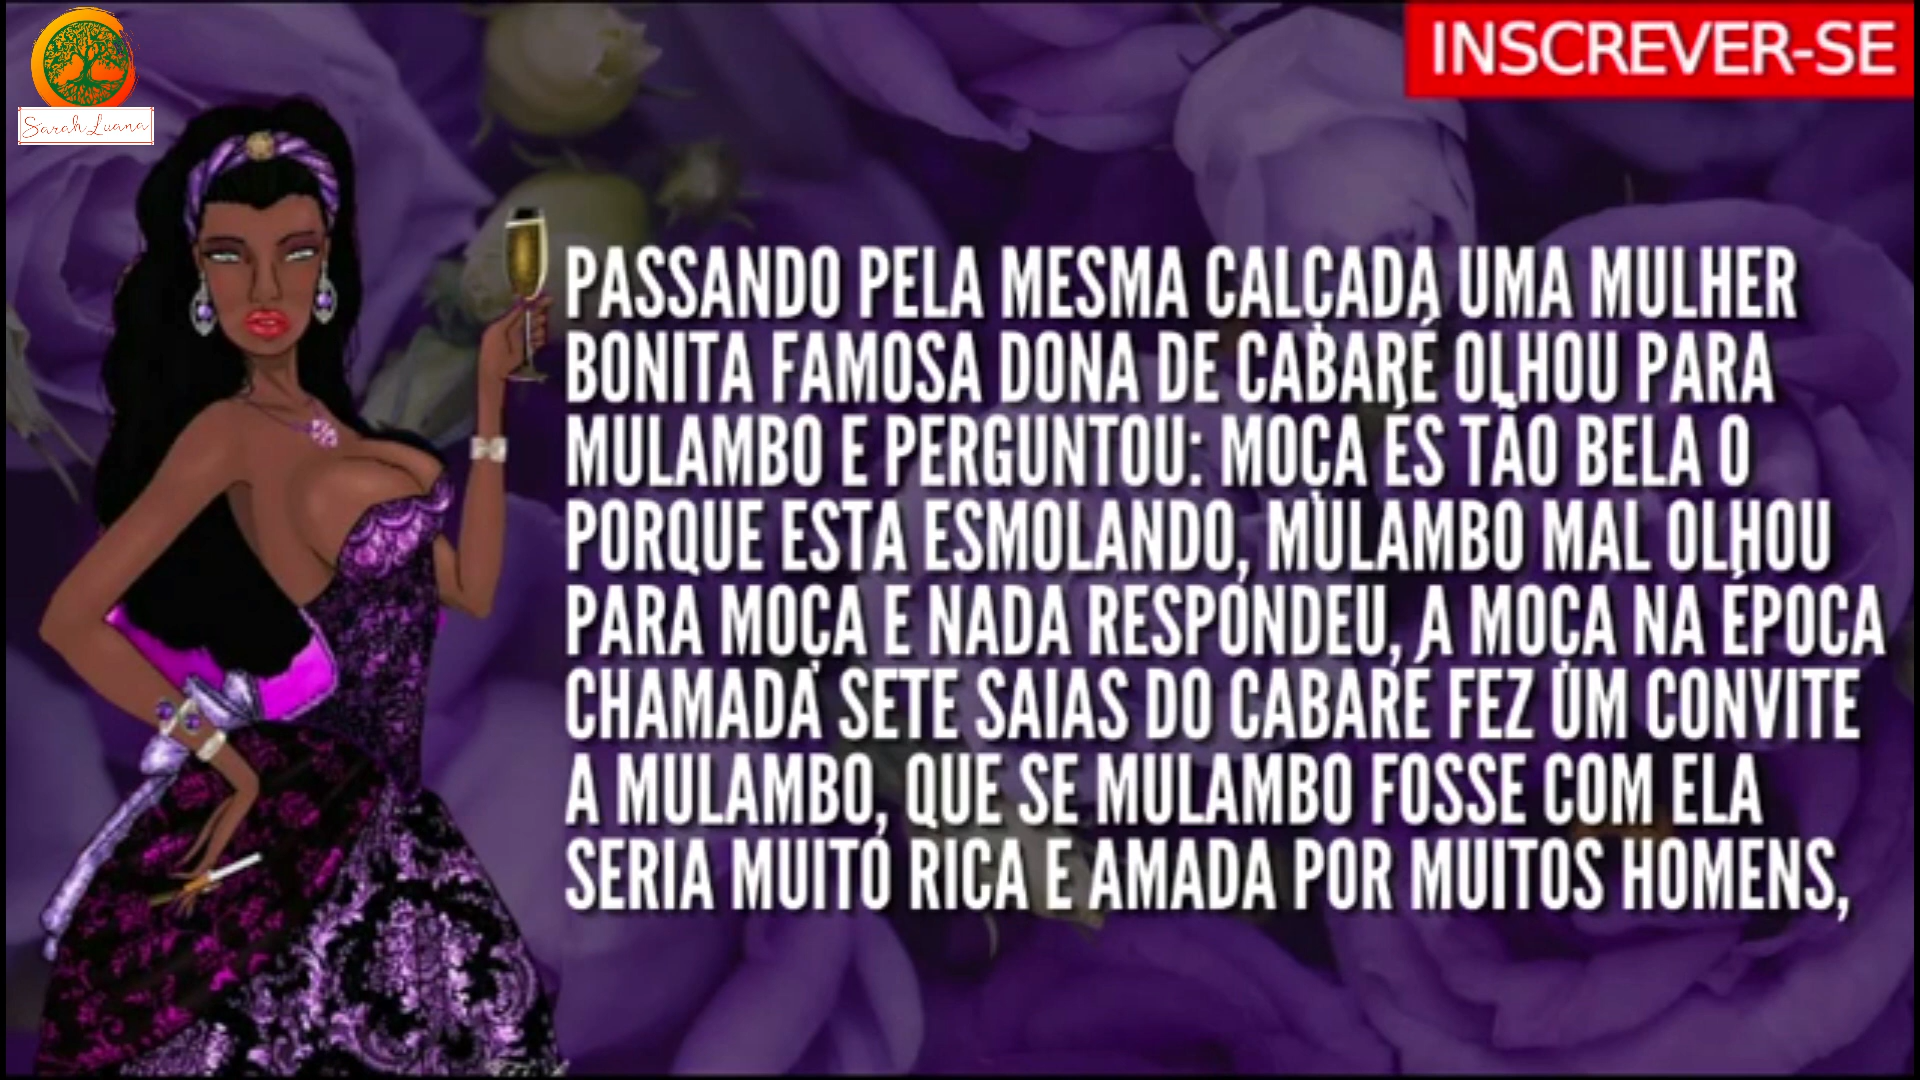 Sarah Luana
INSCREVER-SE
PASSANDO PELA MESMA CALÇADA UMA MULHER
BONITA FAMOSA DONA DE CABARÉ OLHOU PARA
MULAMBO E PERGUNTOU: MOÇA ÉS TÃO BELA O
PORQUE ESTA ESMOLANDO, MULAMBO MAL OLHOU
PARA MOÇA E NADA RESPONDEU, A MOÇA NA ÉPOCA
CHAMADA SETE SAIAS DO CABARÉ FEZ UM CONVITE
A MULAMBO, QUE SE MULAMBO FOSSE COM ELA
SERIA MUITO RICA E AMADA POR MUITOS HOMENS,